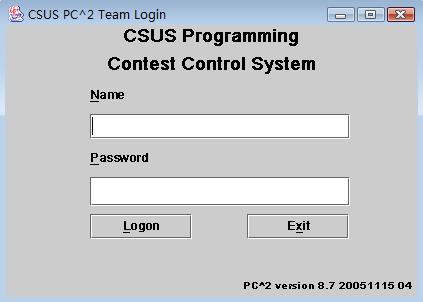 CSUS PC^2 Team Login
CSUS Programming
Contest Control System
Name
Password
Logon Exit
PC^2 version 8.7 20051115 04